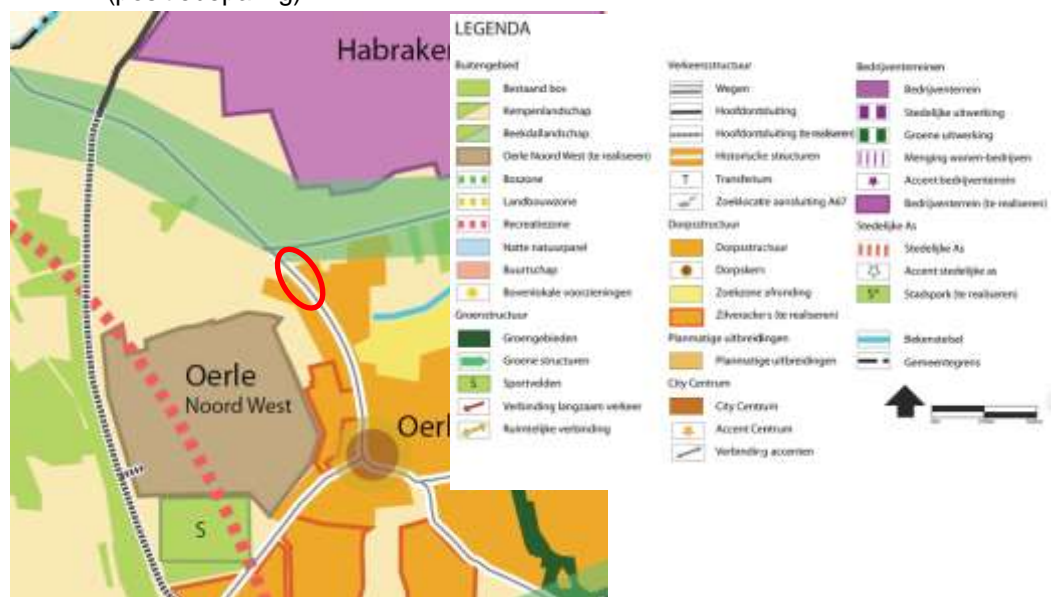 Habrake
Oerle
Noord West
Oerl
S
LEGENDA
Buitengebied
Bestaand bos
Kempenlandschap
Beekdallandschap
Oerle Noord West (te realiseren)
Boszone
Landbouwzone
Recreatiezone
Natte natuurparel
Buurtschap
Bovenlokale voorzieningen
Groenstructuur
Groengebieden
Groene structuren
S Sportvelden
Verbinding langzaam verkeer
Ruimtelijke verbinding
Verkeersstructuur
Wegen
Hoofdontsluiting
Hoofdontsluiting (te realiseren)
Historische structuren
T Transferium
Zoeklocatie aansluiting A67
Dorpsstructuur
Dorpsstructuur
Dorpskern
Zoekzone afronding
Zilverackers (te realiseren)
Planmatige uitbreidingen
Planmatige uitbreidingen
City Centrum
City Centrum
Accent Centrum
Verbinding accenten
Bedrijventerreinen
Bedrijventerrein
Stedelijke uitwerking
Groene uitwerking
Menging wonen-bedrijven
Accent bedrijventerrein
Bedrijventerrein (te realiseren)
Stedelijke As
Stedelijke As
Accent stedelijke as
Stadspark (te realiseren)
Bekenstelsel
Gemeentegrens